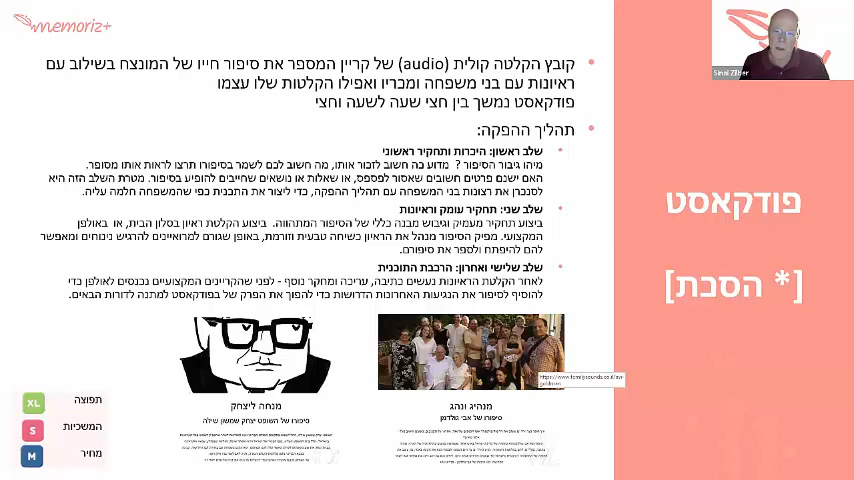 memoriz+
Sinai Zilber
פודקאסט
[* הסכת]
קובץ הקלטה קולית (audio) של קריין המספר את סיפור חייו של המונצח בשילוב עם
ראיונות עם בני משפחה ומכריו ואפילו הקלטות שלו עצמו
פודקאסט נמשך בין חצי שעה לשעה וחצי
תהליך ההפקה:
שלב ראשון: היכרות ותחקיר ראשוני
מיהו גיבור הסיפור ? מדוע כה חשוב לזכור אותו, מה חשוב לכם לשמר בסיפורו תרצו לראות אותו מסופר.
האם ישנם פרטים חשובים שאסור לפספס, או שאלות או נושאים שחייבים להופיע בסיפור. מטרת השלב הזה היא
לסנכרן את רצונות בני המשפחה עם תהליך ההפקה, כדי ליצור את התכנית כפי שהמשפחה חלמה עליה.
שלב שני: תחקיר עומק וראיונות
ביצוע תחקיר מעמיק וגיבוש מבנה כללי של הסיפור המתהווה. ביצוע הקלטת ראיון בסלון הבית, או באולפן
המקצועי. מפיק הסיפור מנהל את הראיון כשיחה טבעית וזורמת, באופן שגורם למרואיינים להרגיש נינוחים ומאפשר
להם להיפתח ולספר את סיפורם.
שלב שלישי ואחרון: הרכבת התוכנית
לאחר הקלטת הראיונות נעשים כתיבה, עריכה ומחקר נוסף - לפני שהקריינים המקצועיים נכנסים לאולפן כדי
להוסיף לסיפור את הנגיעות האחרונות הדרושות כדי להפוך את הפרק של בפודקאסט למתנה לדורות הבאים.
מנהיג ונהג
סיפורו של אבי גולדמן
מנחה ליצחק
סיפורו של השופט יצחק שמשון שילה
תפוצה XL
המשכיות S
מחיר M